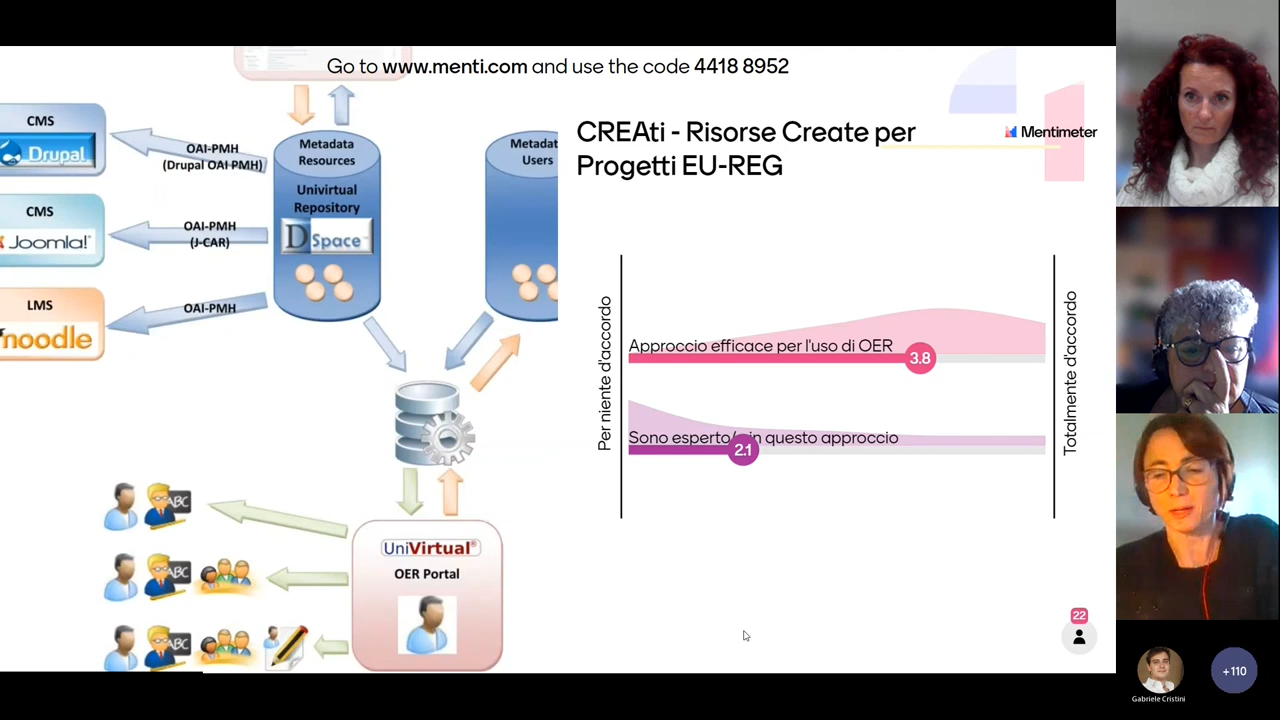 Go to www.menti.com and use the code 4418 8952
CMS
Drupal
OAI-PMH
(Drupal OAI PMH)
CMS
Joomla!
OAI-PMH
(J-CAR)
LMS
moodle
OAI-PMH
Metadata
Resources
Univirtual
Repository
DSpace
Metadat
Users
UniVirtual®
OER Portal
ABC
ABC
ABC
CREAti - Risorse Create per
Progetti EU-REG
Mentimeter
Per niente d'accordo
Approccio efficace per l'uso di OER
3.8
Sono esperto/ in questo approccio
2.1
Totalmente d'accordo
22
Gabriele Cristini
+110